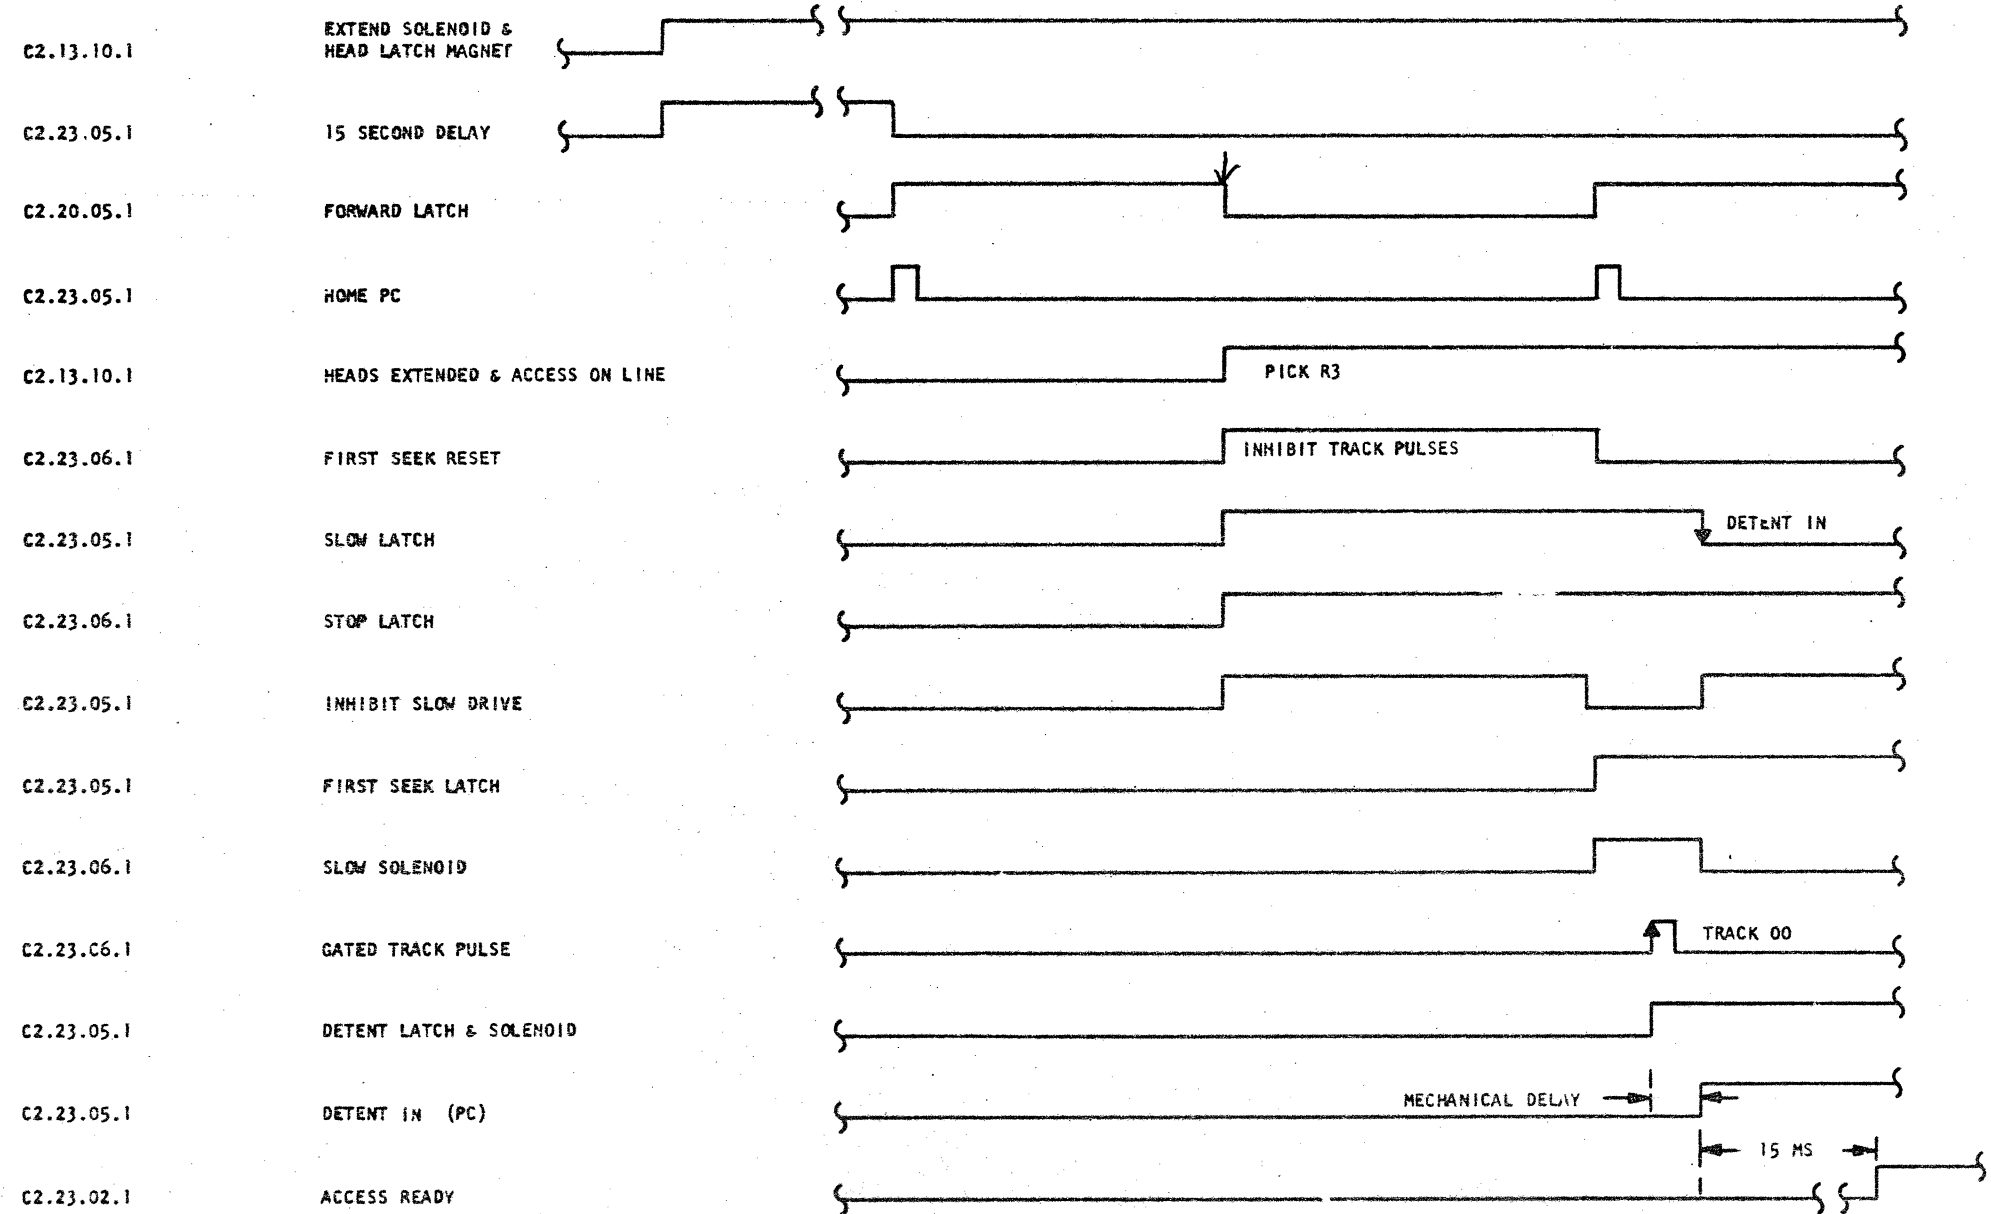 EXTEND SOLENOID &
C2.13.10.1 HEAD LATCH MAGNET
C2.23.05.1 15 SECOND DELAY
C2.20.05.1 FORWARD LATCH
C2.23.05.1 HOME PC
C2.13.10.1 HEADS EXTENDED & ACCESS ON LINE PICK R3
C2.23.06.1 FIRST SEEK RESET INHIBIT TRACK PULSES
C2.23.05.1 SLOW LATCH DETENT IN
C2.23.06.1 STOP LATCH
C2.23.05.1 INHIBIT SLOW DRIVE
C2.23.05.1 FIRST SEEK LATCH
C2.23.06.1 SLOW SOLENOID
C2.23.C6.1 GATED TRACK PULSE TRACK 00
C2.23.05.1 DETENT LATCH & SOLENOID
C2.23.05.1 DETENT IN (PC) MECHANICAL DELAY
15 MS
C2.23.02.1 ACCESS READY